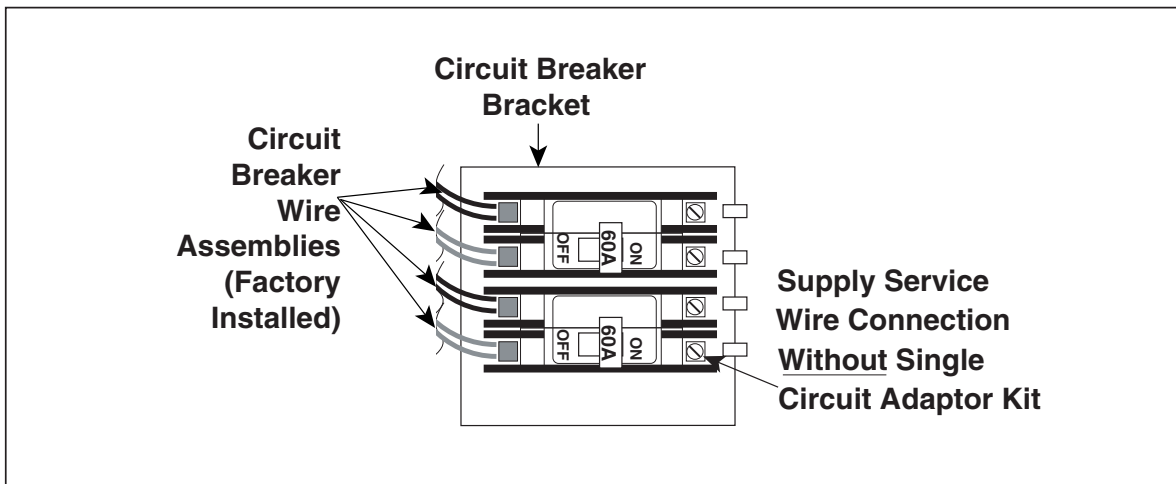 Circuit Breaker
Bracket
Circuit
Breaker
Wire
Assemblies
(Factory
Installed)
OFF
60A
ON
OFF
60A
ON
Supply Service
Wire Connection
Without Single
Circuit Adaptor Kit